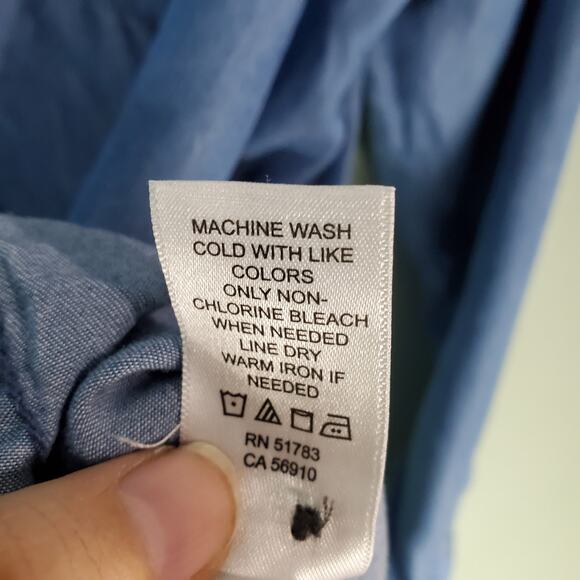 MACHINE WASH
COLD WITH LIKE
COLORS
ONLY NON-
CHLORINE BLEACH
WHEN NEEDED
LINE DRY
WARM IRON IF
NEEDED
RN 51783
CA 56910